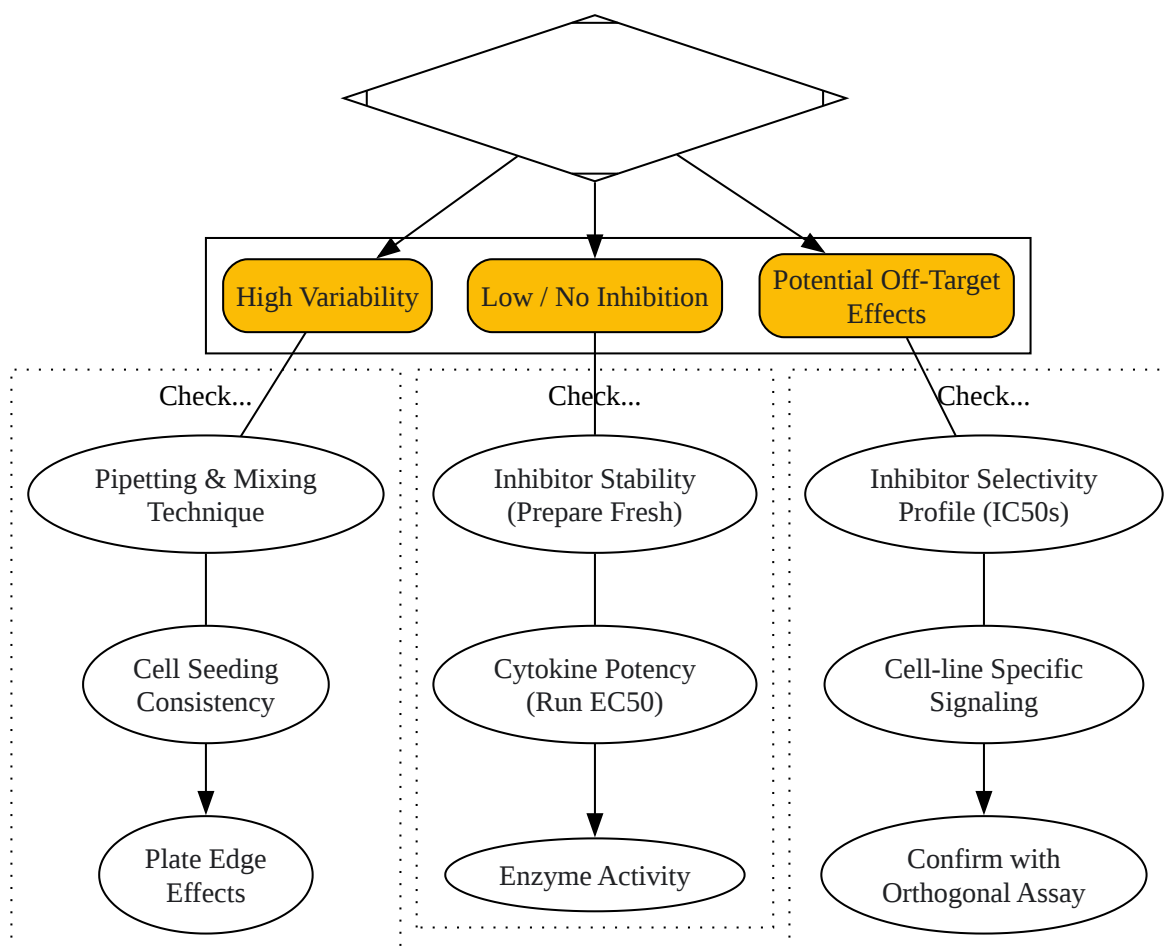 High Variability
Low / No Inhibition
Potential Off-Target
Effects
Check...
Check...
Check...
Pipetting & Mixing
Technique
Inhibitor Stability
(Prepare Fresh)
Inhibitor Selectivity
Profile (IC50s)
Cell Seeding
Consistency
Cytokine Potency
(Run EC50)
Cell-line Specific
Signaling
Plate Edge
Effects
Enzyme Activity
Confirm with
Orthogonal Assay